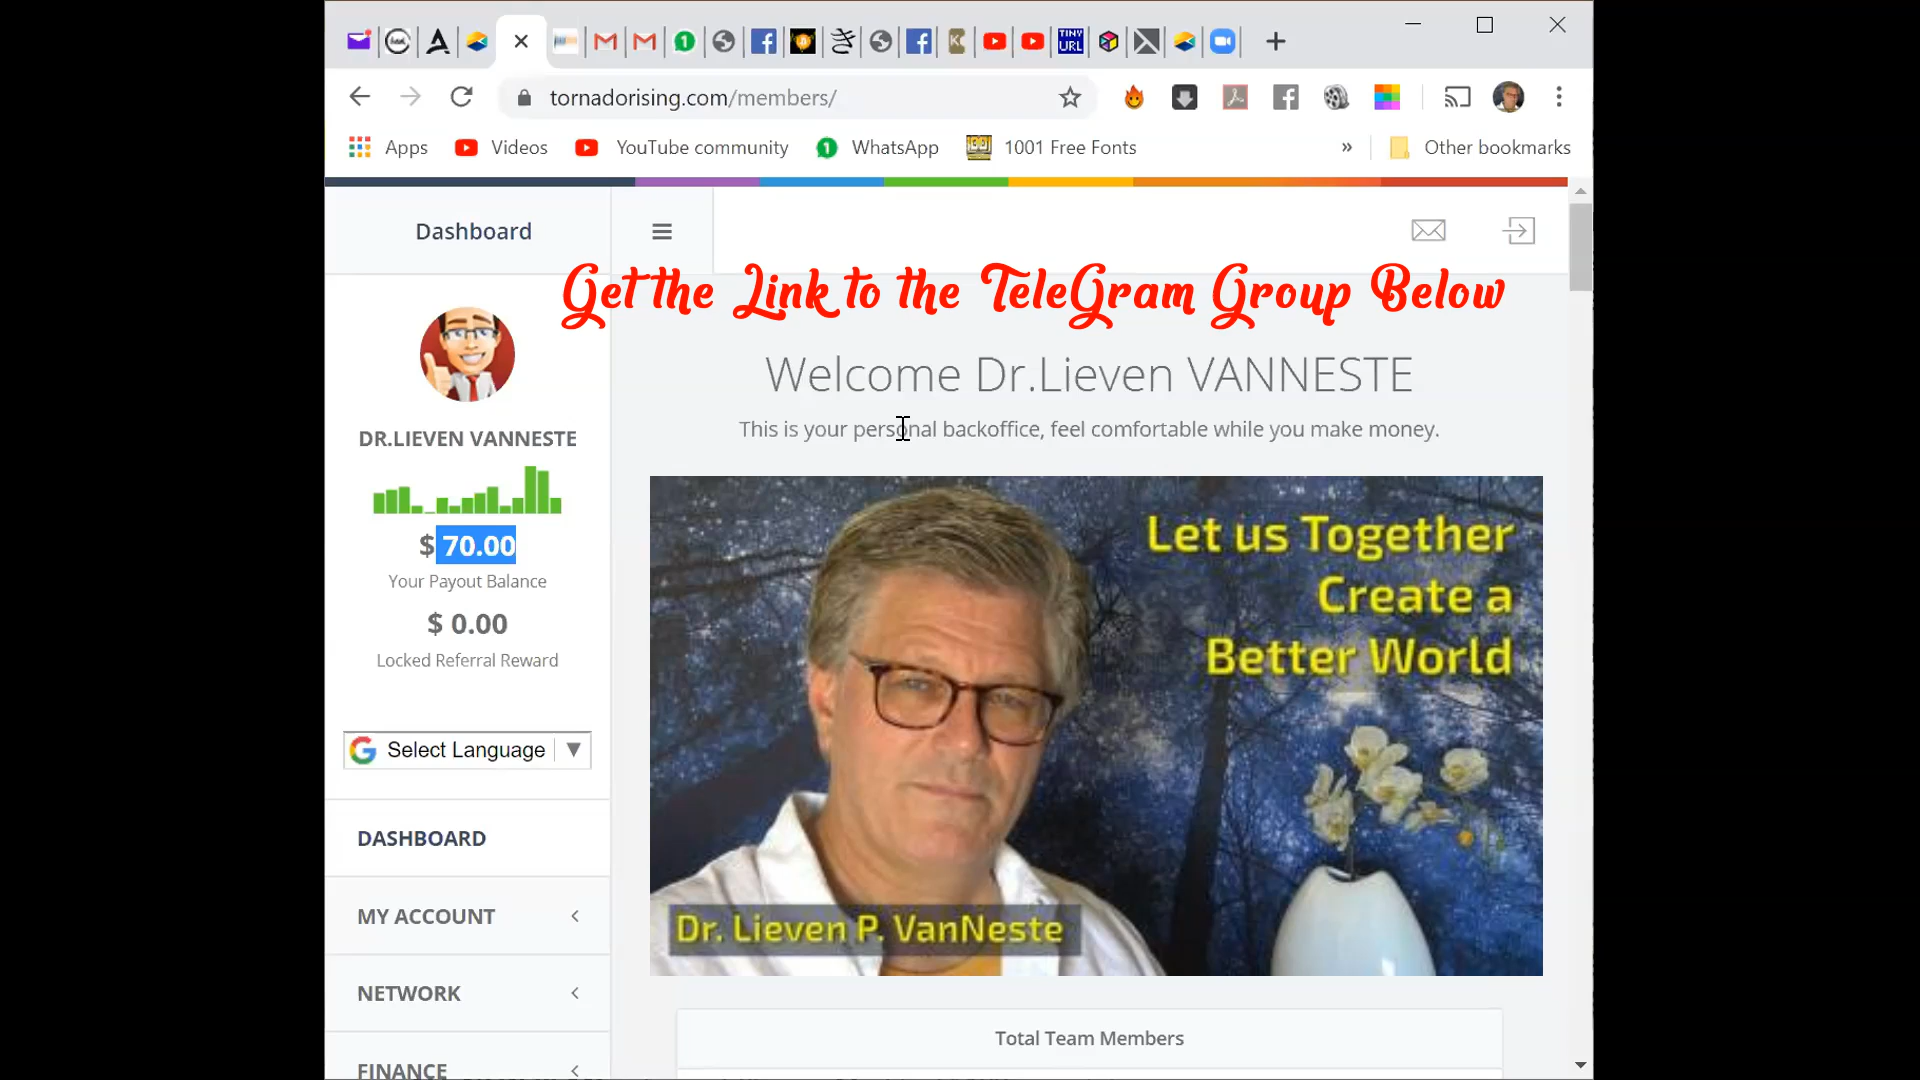 TINY
URL
tornadorising.com/members/
Apps
Videos
YouTube community
WhatsApp
1001 Free Fonts
»
Other bookmarks
Dashboard
Get the Link to the TeleGram Group Below
Welcome Dr.Lieven VANNESTE
This is your personal backoffice, feel comfortable while you make money.
DR.LIEVEN VANNESTE
$ 70.00
Your Payout Balance
$ 0.00
Locked Referral Reward
Select Language
DASHBOARD
MY ACCOUNT
NETWORK
FINANCE
Let us Together
Create a
Better World
Dr. Lieven P. VanNeste
Total Team Members